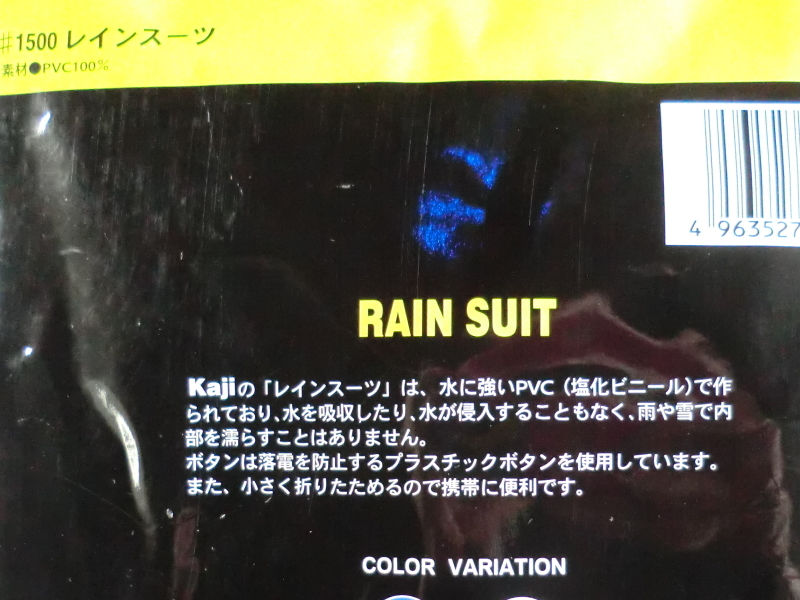 #1500 レインスーツ
素材●PVC100%
4 963527
RAIN SUIT
Kajiの「レインスーツ」は、水に強いPVC(塩化ビニール)で作
られており､水を吸収したり､水が侵入することもなく､雨や雪で内
部を濡らすことはありません。
ボタンは落電を防止するプラスチックボタンを使用しています。
また、小さく折りたためるので携帯に便利です。
COLOR VARIATION